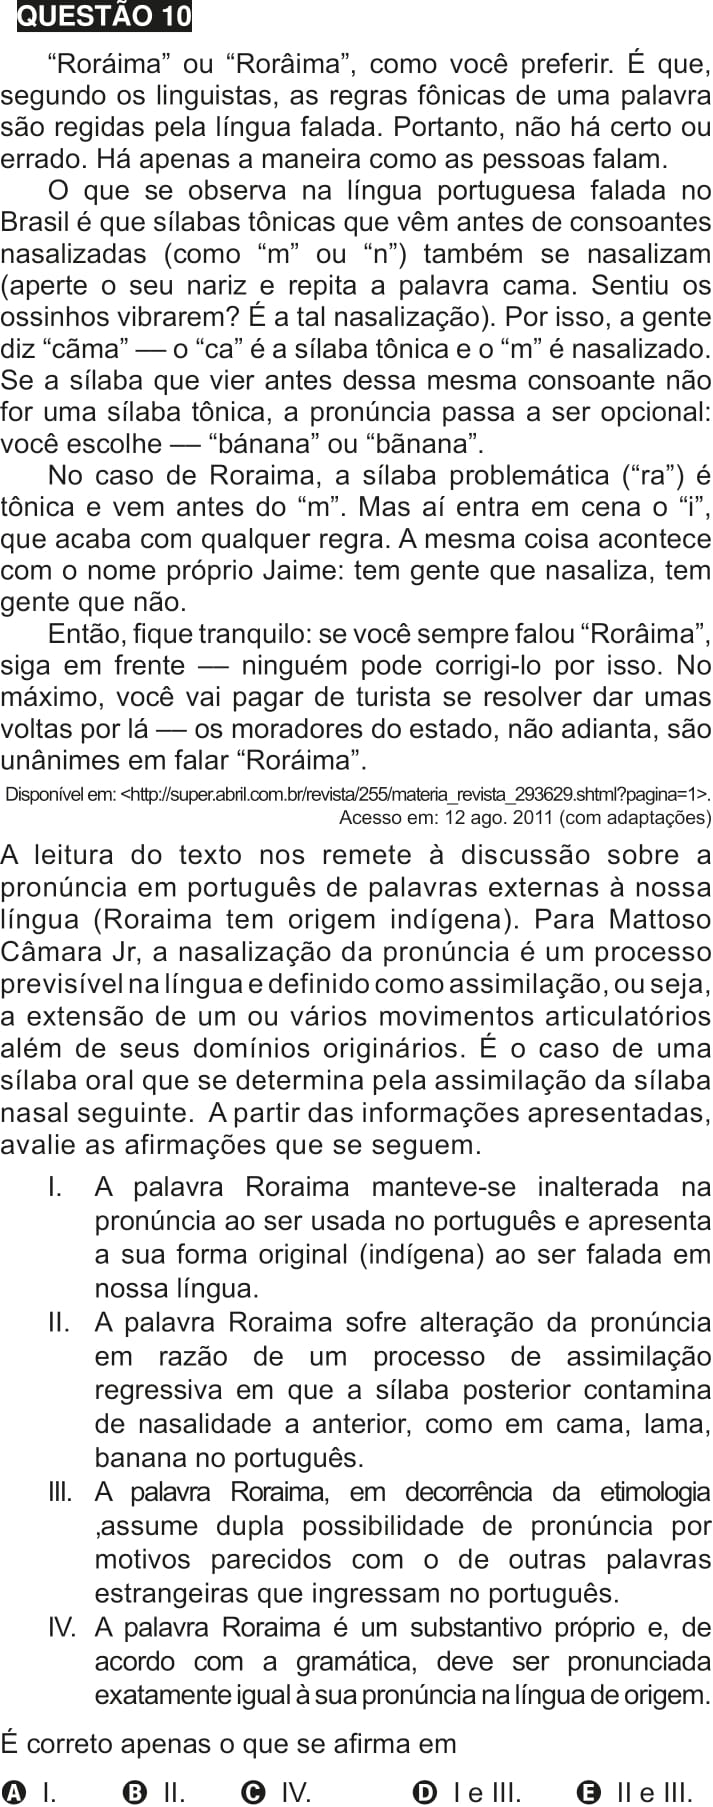 QUESTÃO 10
“Roráima” ou “Rorâima”, como você preferir. É que,
segundo os linguistas, as regras fônicas de uma palavra
são regidas pela língua falada. Portanto, não há certo ou
errado. Há apenas a maneira como as pessoas falam.
O que se observa na língua portuguesa falada no
Brasil é que sílabas tônicas que vêm antes de consoantes
nasalizadas (como “m” ou “n”) também se nasalizam
(aperte o seu nariz e repita a palavra cama. Sentiu os
ossinhos vibrarem? É a tal nasalização). Por isso, a gente
diz “cãma” — o “ca” é a sílaba tônica e o “m” é nasalizado.
Se a sílaba que vier antes dessa mesma consoante não
for uma sílaba tônica, a pronúncia passa a ser opcional:
você escolhe — “bánana” ou “bãnana”.
No caso de Roraima, a sílaba problemática (“ra”) é
tônica e vem antes do “m”. Mas aí entra em cena o “i”,
que acaba com qualquer regra. A mesma coisa acontece
com o nome próprio Jaime: tem gente que nasaliza, tem
gente que não.
Então, fique tranquilo: se você sempre falou “Rorâima”,
siga em frente — ninguém pode corrigi-lo por isso. No
máximo, você vai pagar de turista se resolver dar umas
voltas por lá — os moradores do estado, não adianta, são
unânimes em falar “Roráima”.
Disponível em: <http://super.abril.com.br/revista/255/materia_revista_293629.shtml?pagina=1>.
Acesso em: 12 ago. 2011 (com adaptações)
A leitura do texto nos remete à discussão sobre a
pronúncia em português de palavras externas à nossa
língua (Roraima tem origem indígena). Para Mattoso
Câmara Jr, a nasalização da pronúncia é um processo
previsível na língua e definido como assimilação, ou seja,
a extensão de um ou vários movimentos articulatórios
além de seus domínios originários. É o caso de uma
sílaba oral que se determina pela assimilação da sílaba
nasal seguinte. A partir das informações apresentadas,
avalie as afirmações que se seguem.
I. A palavra Roraima manteve-se inalterada na
pronúncia ao ser usada no português e apresenta
a sua forma original (indígena) ao ser falada em
nossa língua.
II. A palavra Roraima sofre alteração da pronúncia
em razão de um processo de assimilação
regressiva em que a sílaba posterior contamina
de nasalidade a anterior, como em cama, lama,
banana no português.
III. A palavra Roraima, em decorrência da etimologia
,assume dupla possibilidade de pronúncia por
motivos parecidos com o de outras palavras
estrangeiras que ingressam no português.
IV. A palavra Roraima é um substantivo próprio e, de
acordo com a gramática, deve ser pronunciada
exatamente igual à sua pronúncia na língua de origem.
É correto apenas o que se afirma em
A I. B II. C IV. D I e III. E II e III.